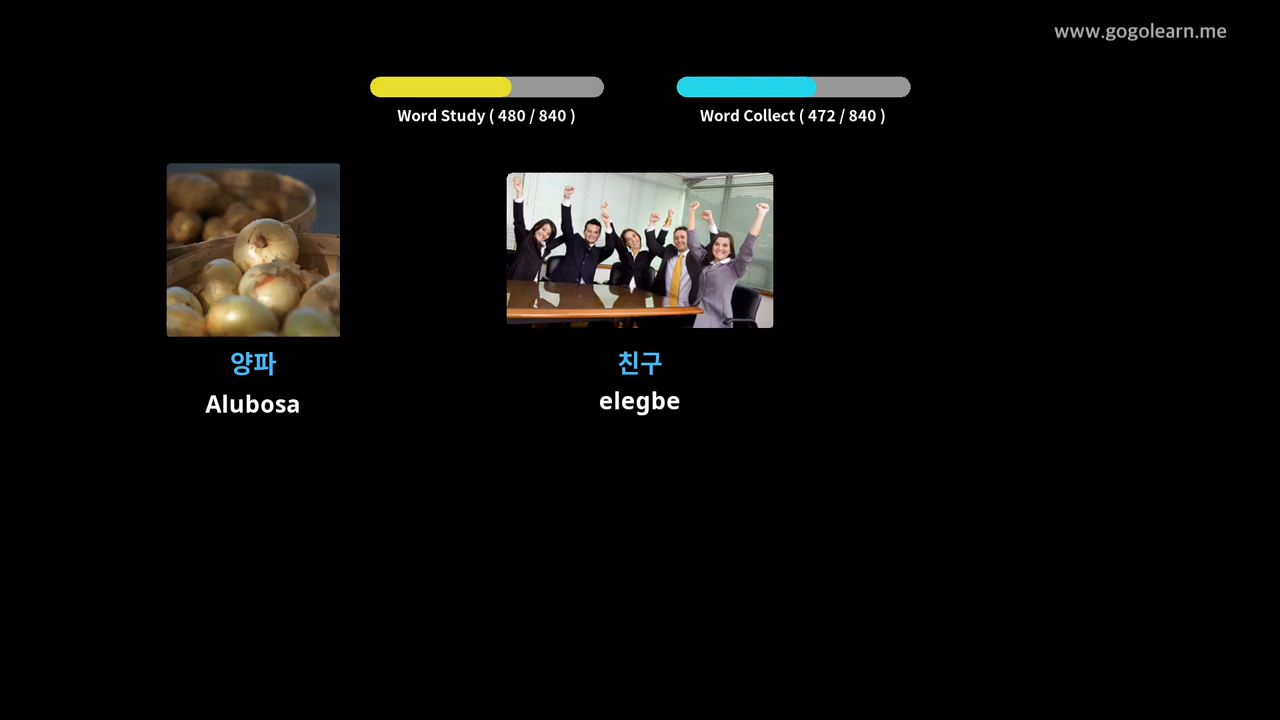 www.gogolearn.me
Word Study ( 480 / 840 )
Word Collect ( 472 / 840 )
양파
Alubosa
친구
elegbe